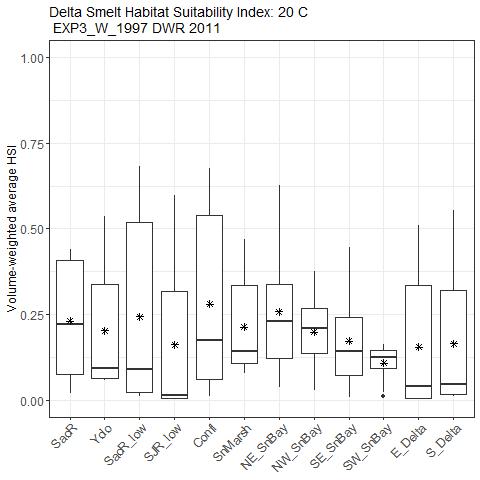 Delta Smelt Habitat Suitability Index: 20 C
EXP3_W_1997 DWR 2011
Volume-weighted average HSI
1.00
0.75
0.50
0.25
0.00
SacR
Yolo
SacR_low
SJR_low
Confl
SnMarsh
NE_SnBay
NW_SnBay
SE_SnBay
SW_SnBay
E_Delta
S_Delta